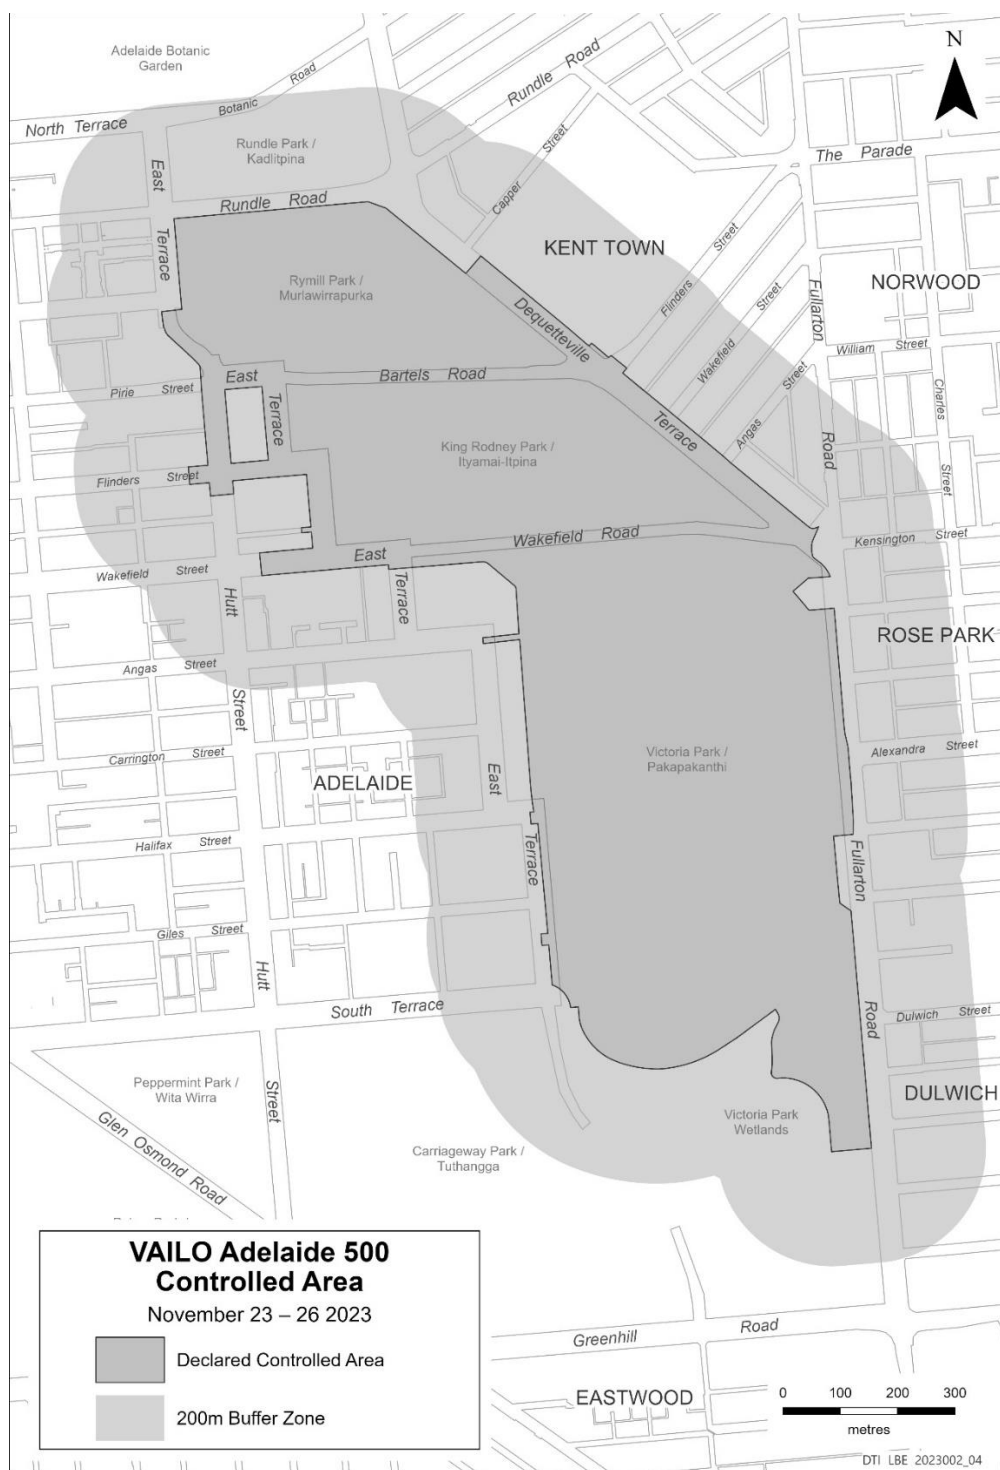 Adelaide Botanic
Garden
North Terrace
Botanic Road
Rundle Road
N
Rundle Park /
Kadlitpina
East
Terrace
Rundle Road
Capper Street
The Parade
KENT TOWN
NORWOOD
Rymill Park /
Murlawirrapurka
Dequetteville
Terrace
Flinders Street
Wakefield Street
Angas Street
Fullarton
Road
William Street
Charles
Street
Pirie Street
East
Terrace
Bartels Road
King Rodney Park /
Ityamai-Itpina
Flinders Street
Wakefield Road
Kensington Street
Wakefield Street
East
Terrace
Hutt
Street
ROSE PARK
Angas Street
Carrington Street
ADELAIDE
East
Terrace
Victoria Park /
Pakapakanthi
Alexandra Street
Halifax Street
Fullarton
Road
Giles Street
Hutt
Street
South Terrace
Dulwich Street
Peppermint Park /
Wita Wirra
Glen Osmond Road
Carriageway Park /
Tuthangga
Victoria Park
Wetlands
DULWICH
VAILO Adelaide 500
Controlled Area
November 23 – 26 2023
Declared Controlled Area
200m Buffer Zone
Greenhill Road
EASTWOOD
0 100 200 300
metres
DTI LBE 2023002_04